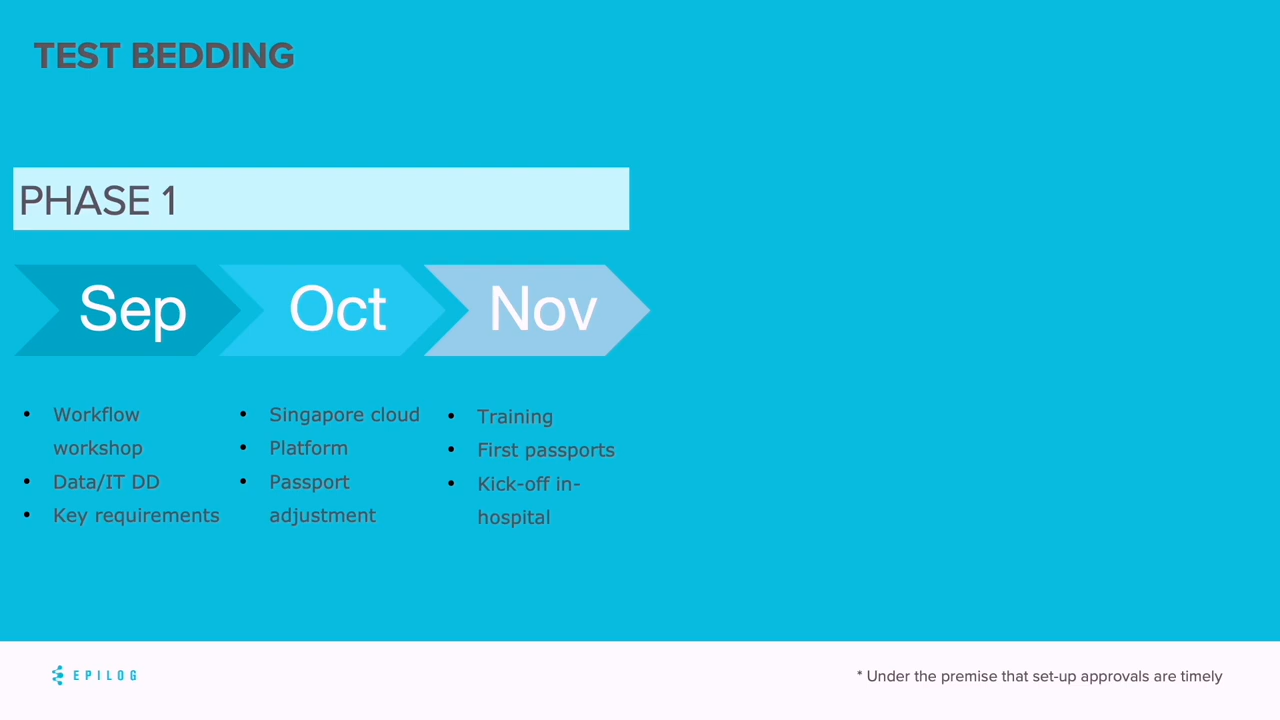 TEST BEDDING
PHASE 1
Sep
Oct
Nov
• Workflow
workshop
• Data/IT DD
• Key requirements
• Singapore cloud
• Platform
• Passport
adjustment
• Training
• First passports
• Kick-off in-
hospital
EPILOG
* Under the premise that set-up approvals are timely